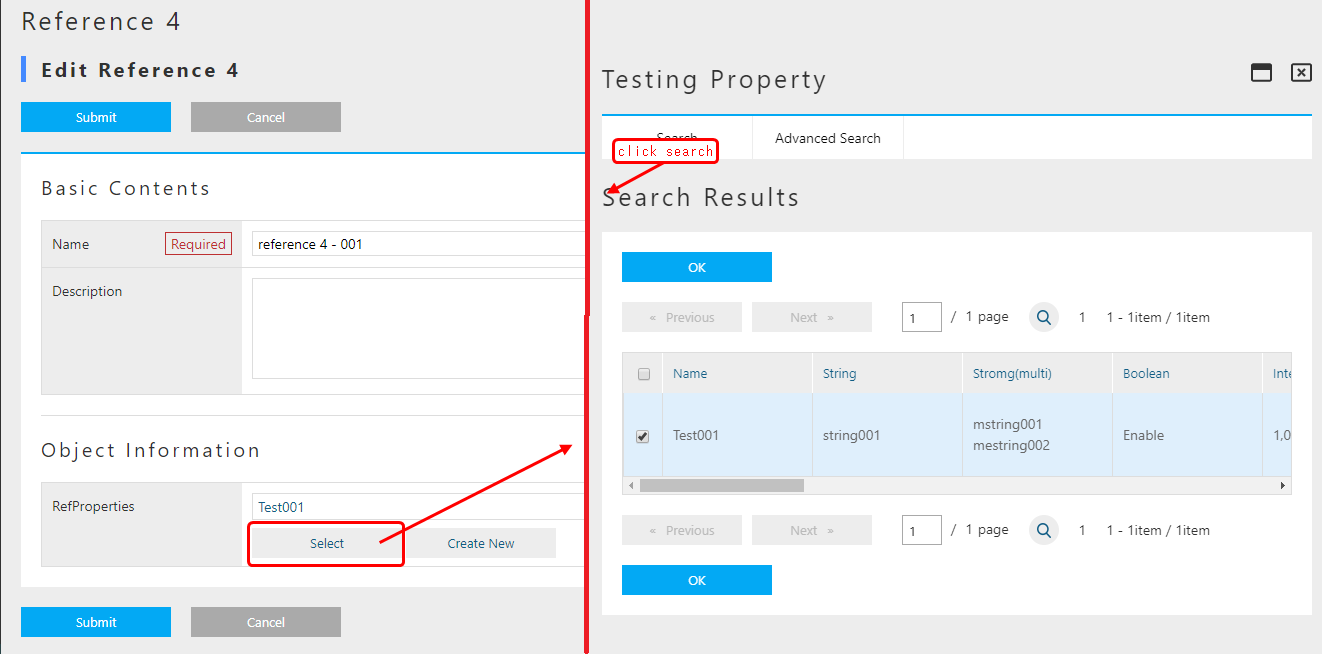 Reference 4
Edit Reference 4
Submit
Cancel
Basic Contents
Name
Required
reference 4 - 001
Description
Object Information
RefProperties
Test001
Select
Create New
Submit
Cancel
Testing Property
Search
Advanced Search
click search
Search Results
OK
« Previous
Next »
1
/ 1 page
1
1 - 1item / 1item
Name
String
Stromg(multi)
Boolean
Inte
Test001
string001
mstring001
mestring002
Enable
1,0
« Previous
Next »
1
/ 1 page
1
1 - 1item / 1item
OK